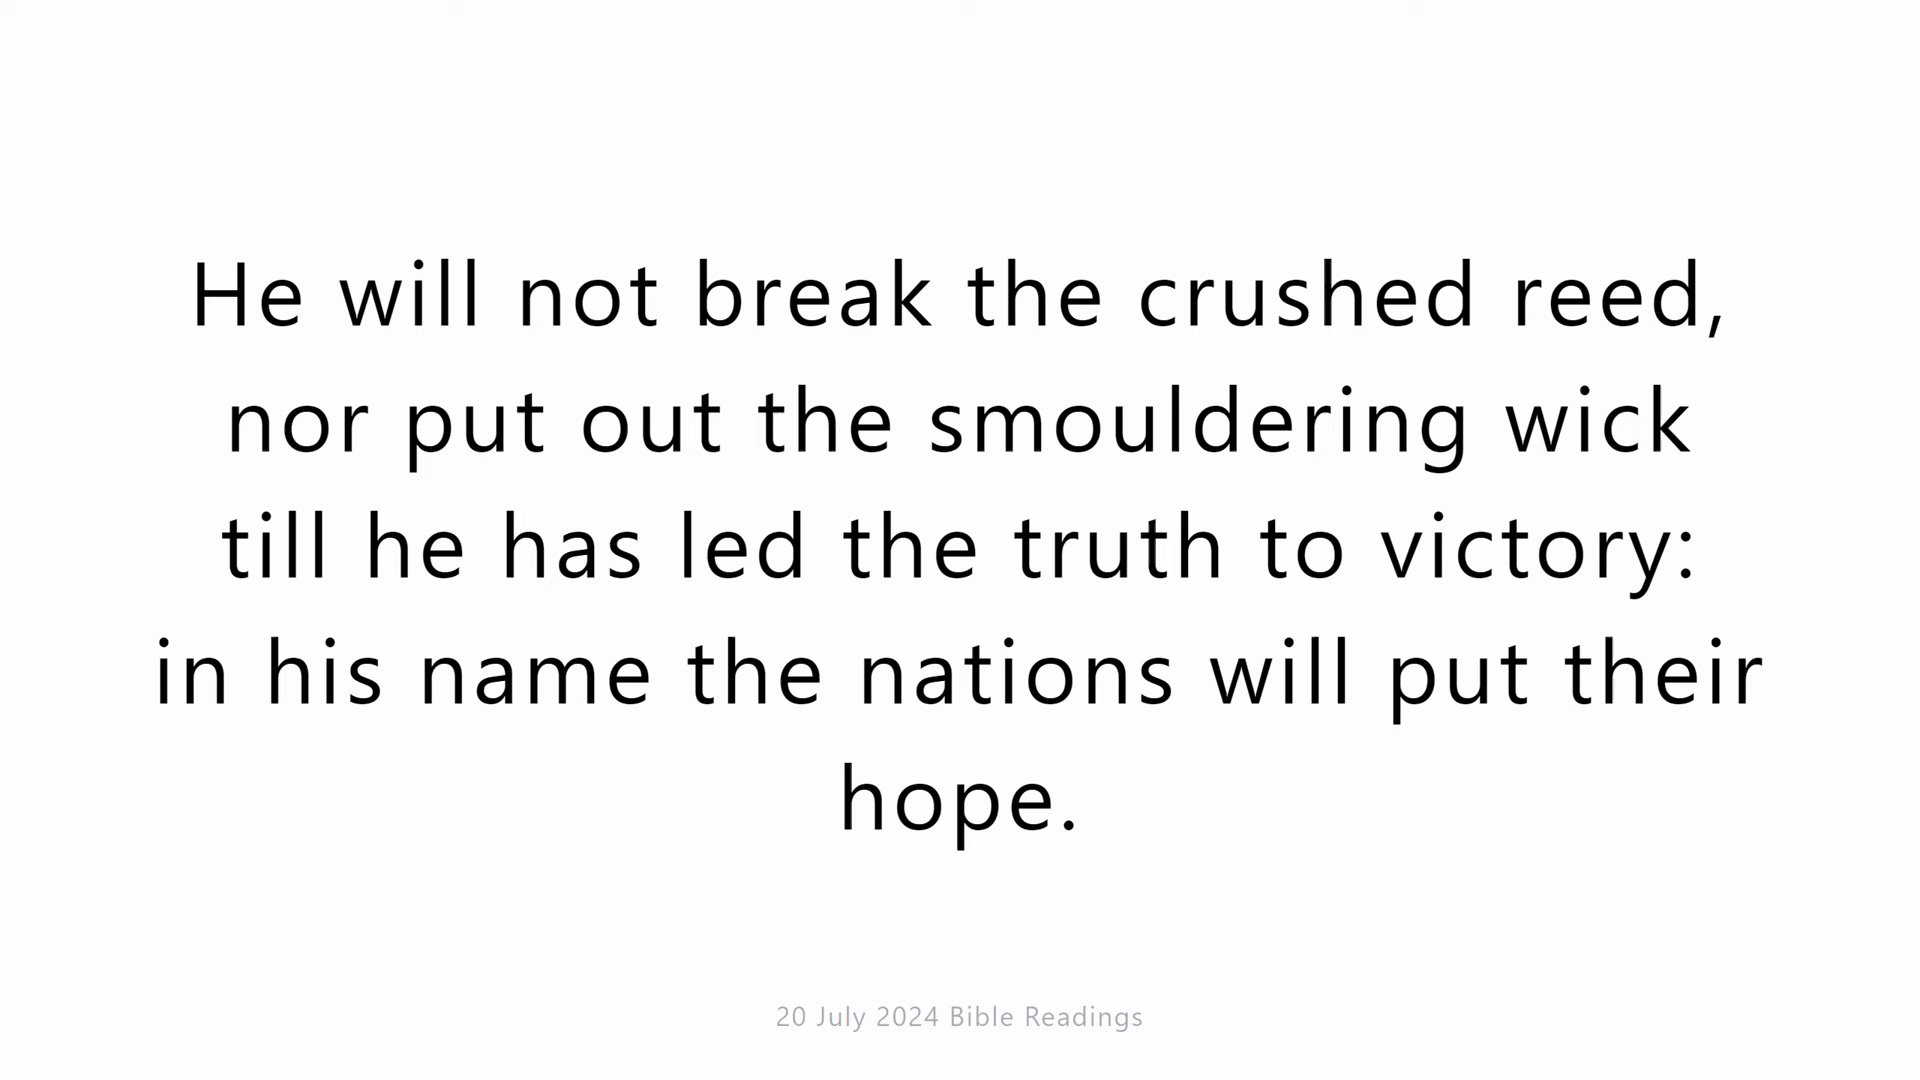 He will not break the crushed reed,
nor put out the smouldering wick
till he has led the truth to victory:
in his name the nations will put their
hope.
20 July 2024 Bible Readings